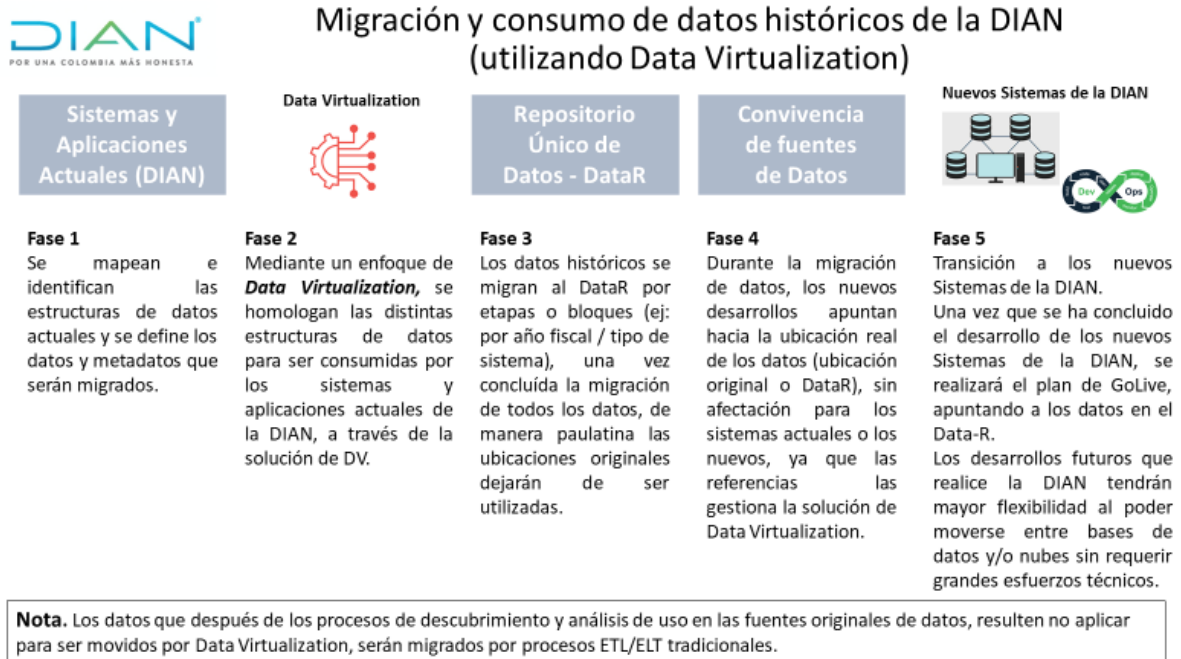 DIAN
POR UNA COLOMBIA MÁS HONESTA
Migración y consumo de datos históricos de la DIAN
(utilizando Data Virtualization)
Sistemas y
Aplicaciones
Actuales (DIAN)
Data Virtualization
Repositorio
Único de
Datos - DataR
Convivencia
de fuentes
de Datos
Nuevos Sistemas de la DIAN
Dev
Ops
Fase 1
Se mapean e
identifican las
estructuras de datos
actuales y se define los
datos y metadatos que
serán migrados.
Fase 2
Mediante un enfoque de
Data Virtualization, se
homologan las distintas
estructuras de datos
para ser consumidas por
los sistemas y
aplicaciones actuales de
la DIAN, a través de la
solución de DV.
Fase 3
Los datos históricos se
migran al DataR por
etapas o bloques (ej:
por año fiscal / tipo de
sistema), una vez
concluída la migración
de todos los datos, de
manera paulatina las
ubicaciones originales
dejarán de ser
utilizadas.
Fase 4
Durante la migración
de datos, los nuevos
desarrollos apuntan
hacia la ubicación real
de los datos (ubicación
original o DataR), sin
afectación para los
sistemas actuales o los
nuevos, ya que las
referencias las
gestiona la solución de
Data Virtualization.
Fase 5
Transición a los nuevos
Sistemas de la DIAN.
Una vez que se ha concluido
el desarrollo de los nuevos
Sistemas de la DIAN, se
realizará el plan de GoLive,
apuntando a los datos en el
Data-R.
Los desarrollos futuros que
realice la DIAN tendrán
mayor flexibilidad al poder
moverse entre bases de
datos y/o nubes sin requerir
grandes esfuerzos técnicos.
Nota. Los datos que después de los procesos de descubrimiento y análisis de uso en las fuentes originales de datos, resulten no aplicar
para ser movidos por Data Virtualization, serán migrados por procesos ETL/ELT tradicionales.